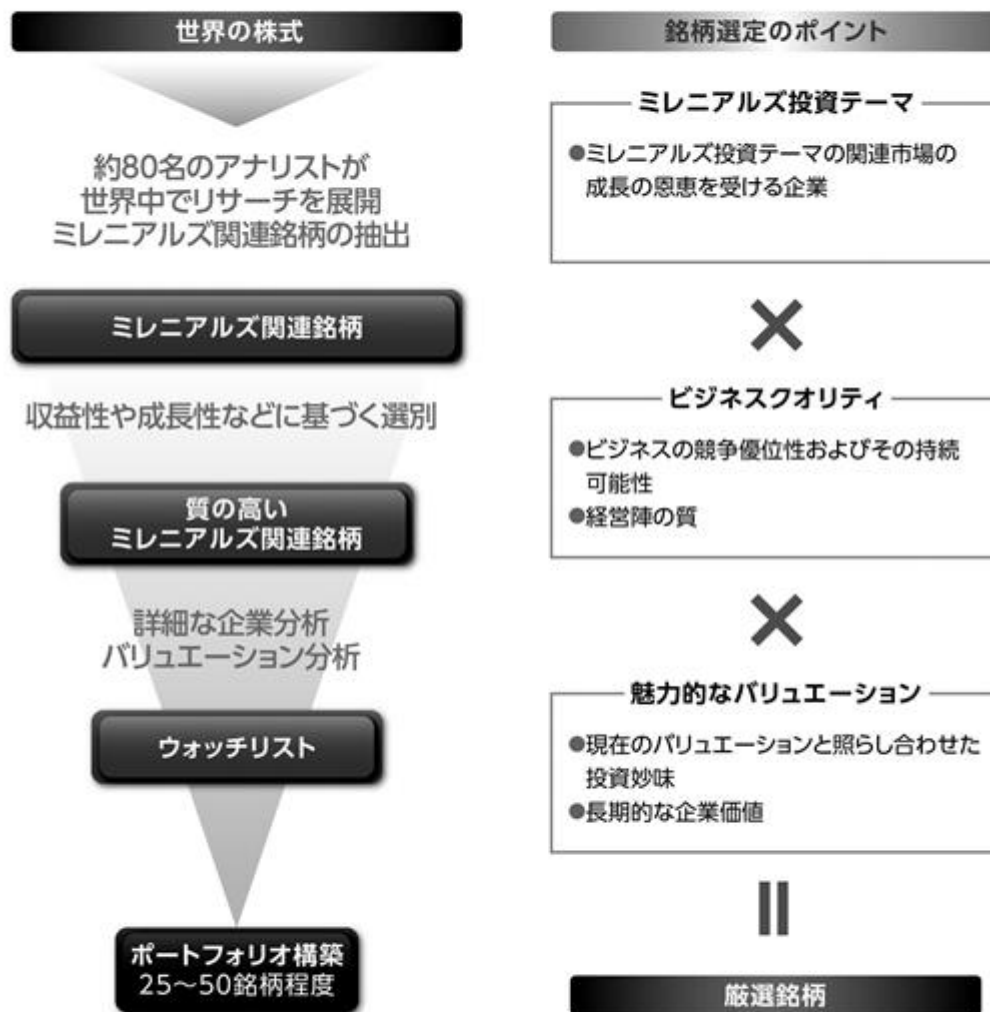 世界の株式
約80名のアナリストが
世界中でリサーチを展開
ミレニアルズ関連銘柄の抽出
ミレニアルズ関連銘柄
収益性や成長性などに基づく選別
質の高い
ミレニアルズ関連銘柄
詳細な企業分析
バリュエーション分析
ウォッチリスト
ポートフォリオ構築
25〜50銘柄程度
銘柄選定のポイント
ミレニアルズ投資テーマ
●ミレニアルズ投資テーマの関連市場の
成長の恩恵を受ける企業
×
ビジネスクオリティ
●ビジネスの競争優位性およびその持続
可能性
●経営陣の質
×
魅力的なバリュエーション
●現在のバリュエーションと照らし合わせた
投資妙味
●長期的な企業価値
=
厳選銘柄